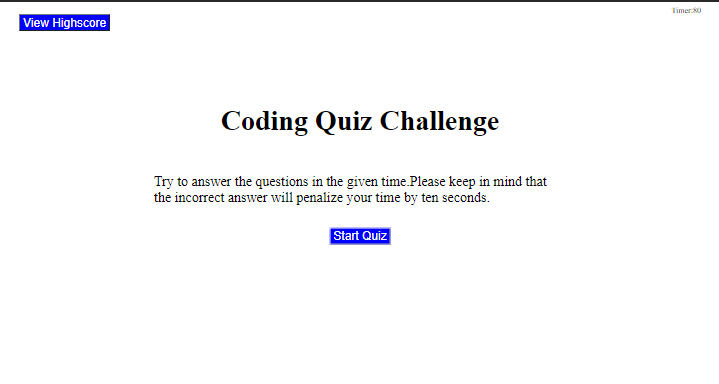 View Highscore
Timer:80
Coding Quiz Challenge
Try to answer the questions in the given time.Please keep in mind that
the incorrect answer will penalize your time by ten seconds.
Start Quiz